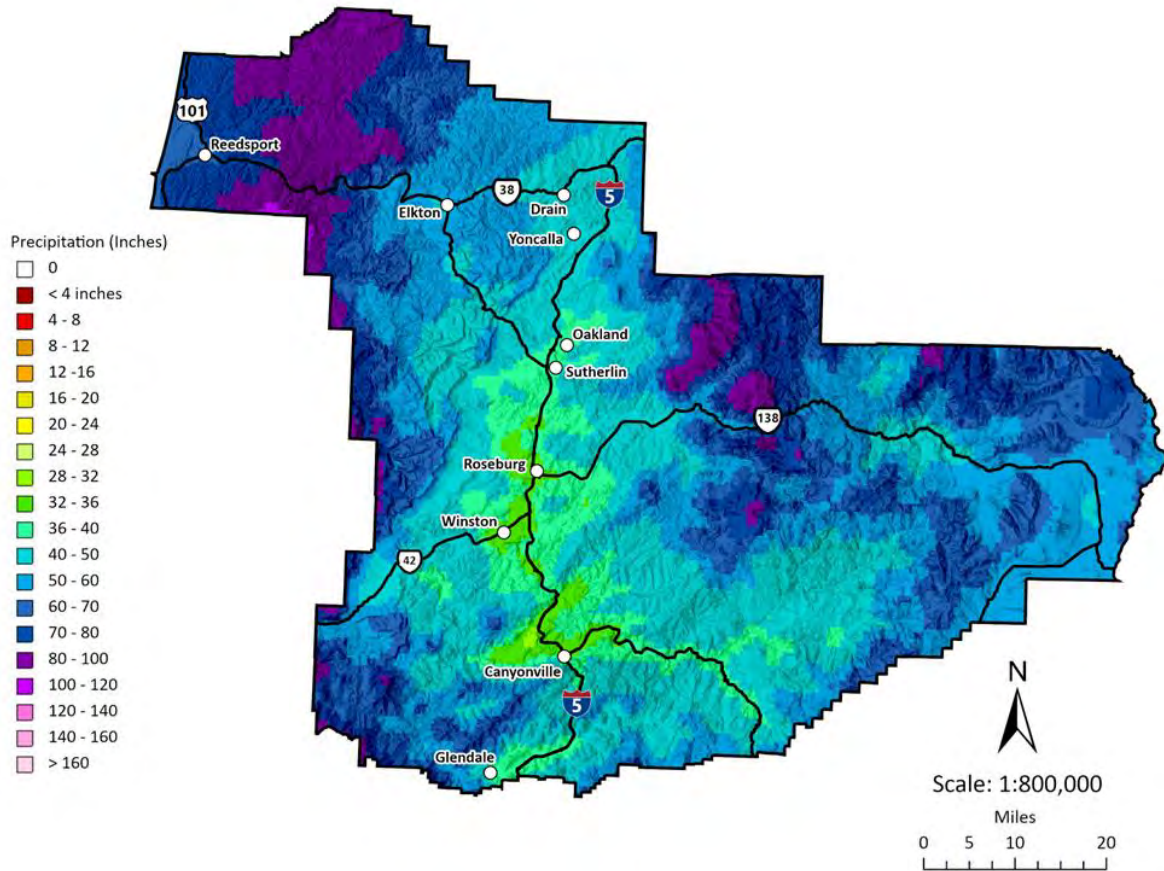 101
Reedsport
38
5
Elkton
Drain
Yoncalla
Precipitation (Inches)
0
< 4 inches
4 - 8
8 - 12
12 - 16
16 - 20
20 - 24
24 - 28
28 - 32
32 - 36
36 - 40
40 - 50
50 - 60
60 - 70
70 - 80
80 - 100
100 - 120
120 - 140
140 - 160
> 160
Oakland
Sutherlin
138
Roseburg
Winston
42
Canyonville
5
Glendale
N
Scale: 1:800,000
Miles
0 5 10 20